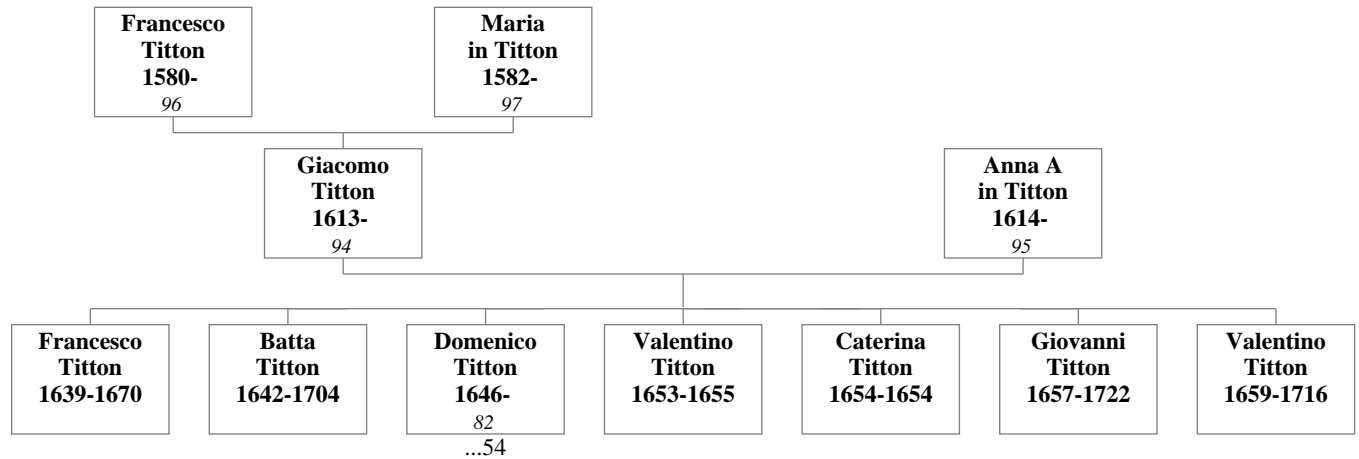 Francesco
Titton
1580-
96
Maria
in Titton
1582-
97
Giacomo
Titton
1613-
94
Anna A
in Titton
1614-
95
Francesco
Titton
1639-1670
Batta
Titton
1642-1704
Domenico
Titton
1646-
82
...54
Valentino
Titton
1653-1655
Caterina
Titton
1654-1654
Giovanni
Titton
1657-1722
Valentino
Titton
1659-1716